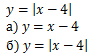 y = |x − 4|
а) y = x − 4
б) y = |x − 4|